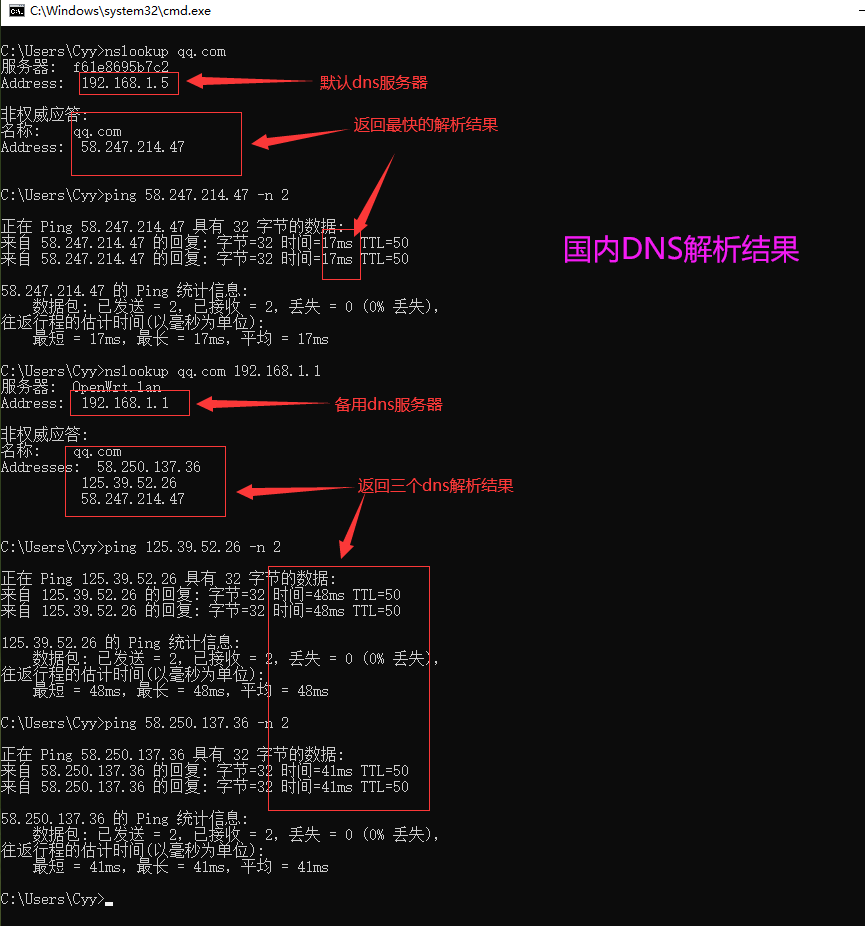 C:\Windows\system32\cmd.exe
C:\Users\Cyy>nslookup qq.com
服务器:  f61e8695b7c2
Address:  192.168.1.5
默认dns服务器
非权威应答:
名称:    qq.com
Address:  58.247.214.47
返回最快的解析结果
C:\Users\Cyy>ping 58.247.214.47 -n 2
正在 Ping 58.247.214.47 具有 32 字节的数据:
来自 58.247.214.47 的回复: 字节=32 时间=17ms TTL=50
来自 58.247.214.47 的回复: 字节=32 时间=17ms TTL=50
国内DNS解析结果
58.247.214.47 的 Ping 统计信息:
    数据包: 已发送 = 2，已接收 = 2，丢失 = 0 (0% 丢失)，
往返行程的估计时间(以毫秒为单位):
    最短 = 17ms，最长 = 17ms，平均 = 17ms
C:\Users\Cyy>nslookup qq.com 192.168.1.1
服务器:  OpenWrt.lan
Address:  192.168.1.1
备用dns服务器
非权威应答:
名称:    qq.com
Addresses:  58.250.137.36
          125.39.52.26
          58.247.214.47
返回三个dns解析结果
C:\Users\Cyy>ping 125.39.52.26 -n 2
正在 Ping 125.39.52.26 具有 32 字节的数据:
来自 125.39.52.26 的回复: 字节=32 时间=48ms TTL=50
来自 125.39.52.26 的回复: 字节=32 时间=48ms TTL=50
125.39.52.26 的 Ping 统计信息:
    数据包: 已发送 = 2，已接收 = 2，丢失 = 0 (0% 丢失)，
往返行程的估计时间(以毫秒为单位):
    最短 = 48ms，最长 = 48ms，平均 = 48ms
C:\Users\Cyy>ping 58.250.137.36 -n 2
正在 Ping 58.250.137.36 具有 32 字节的数据:
来自 58.250.137.36 的回复: 字节=32 时间=41ms TTL=50
来自 58.250.137.36 的回复: 字节=32 时间=41ms TTL=50
58.250.137.36 的 Ping 统计信息:
    数据包: 已发送 = 2，已接收 = 2，丢失 = 0 (0% 丢失)，
往返行程的估计时间(以毫秒为单位):
    最短 = 41ms，最长 = 41ms，平均 = 41ms
C:\Users\Cyy>